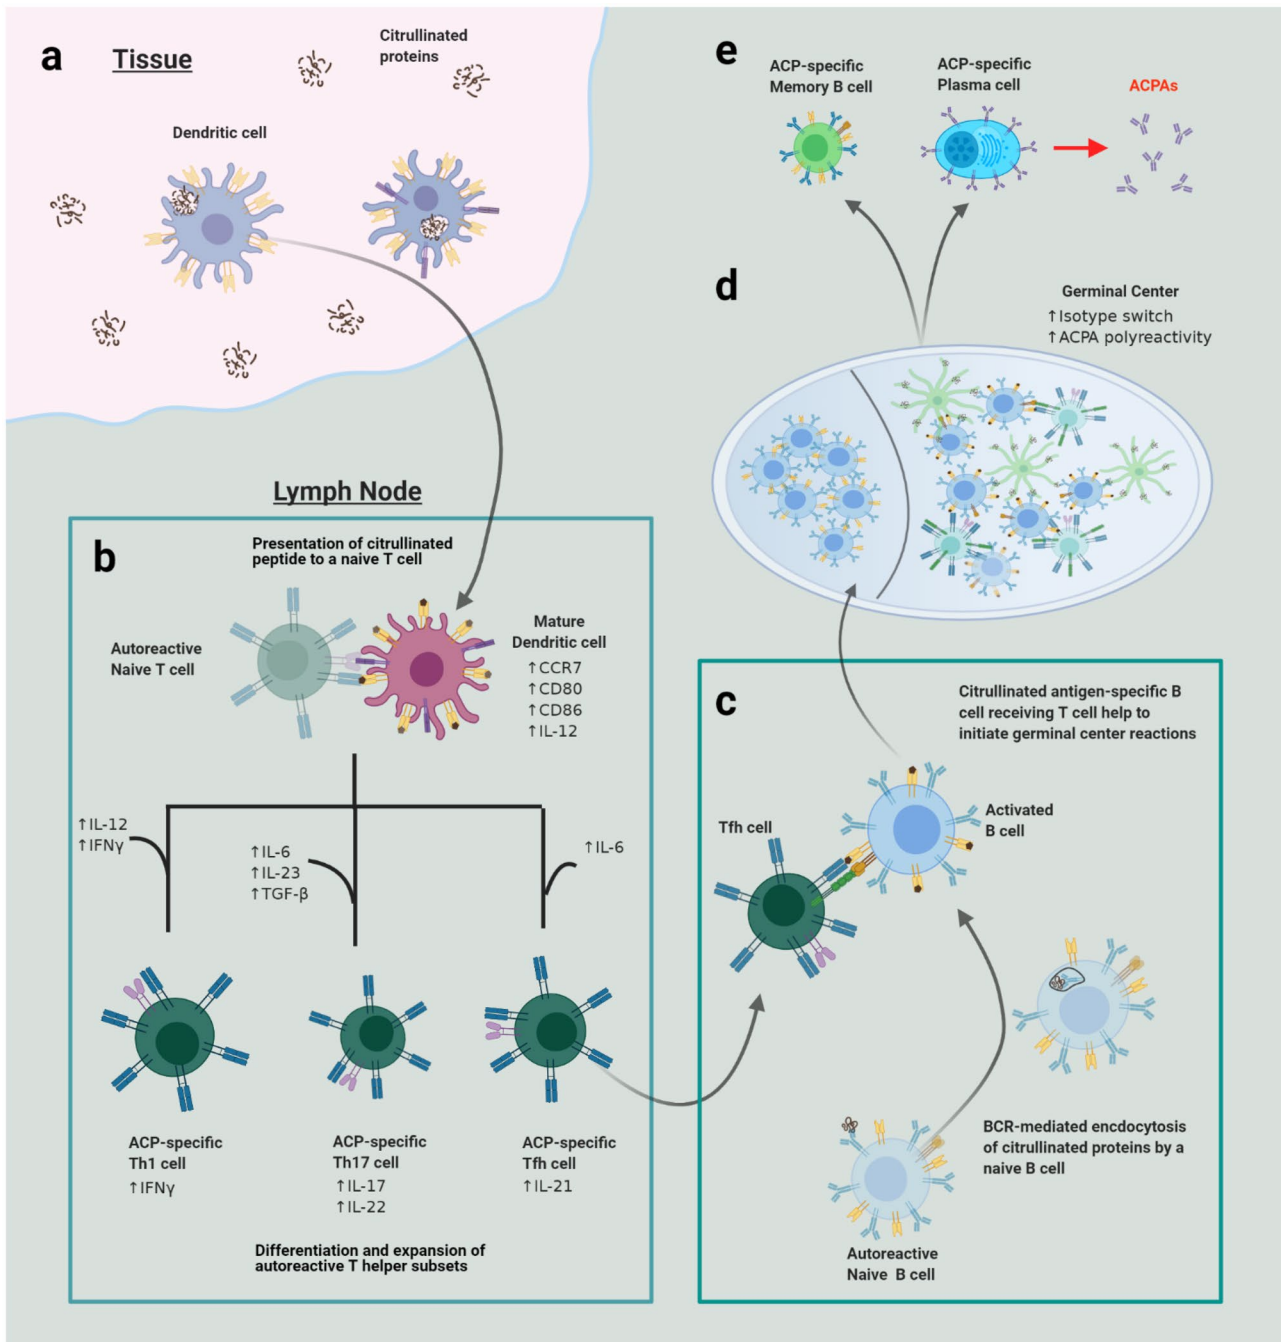 a
Tissue
Citrullinated
proteins
Dendritic cell
Lymph Node
b
Presentation of citrullinated
peptide to a naive T cell
Autoreactive
Naive T cell
Mature
Dendritic cell
↑CCR7
↑CD80
↑CD86
↑IL-12
↑IL-12
↑IFNγ
↑IL-6
↑IL-23
↑TGF-β
↑IL-6
ACP-specific
Th1 cell
↑IFNγ
ACP-specific
Th17 cell
↑IL-17
↑IL-22
ACP-specific
Tfh cell
↑IL-21
Differentiation and expansion of
autoreactive T helper subsets
c
Citrullinated antigen-specific B
cell receiving T cell help to
initiate germinal center reactions
Tfh cell
Activated
B cell
BCR-mediated encdocytosis
of citrullinated proteins by a
naive B cell
Autoreactive
Naive B cell
d
Germinal Center
↑Isotype switch
↑ACPA polyreactivity
e
ACP-specific
Memory B cell
ACP-specific
Plasma cell
ACPAs